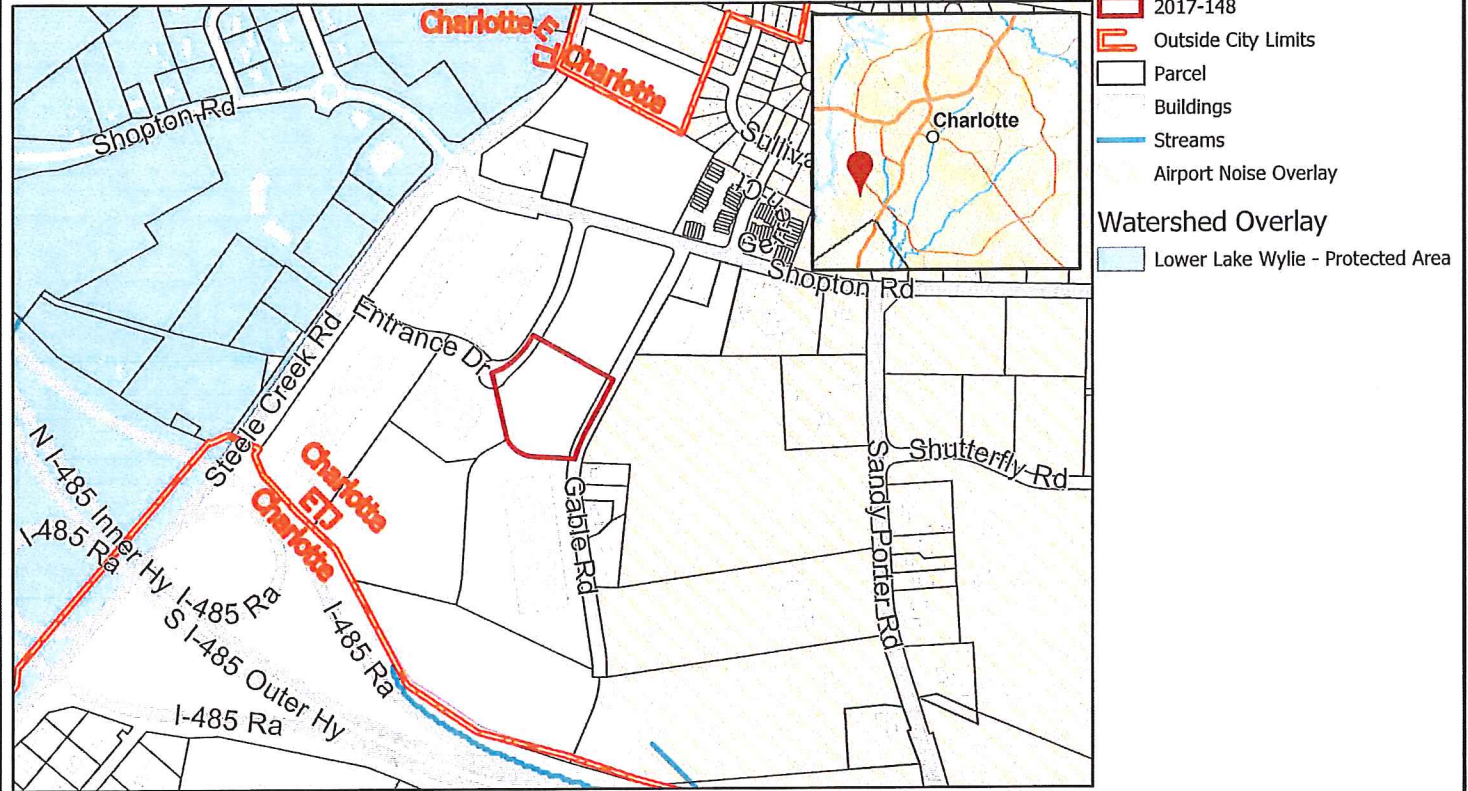 2017-148
Outside City Limits
Parcel
Buildings
Streams
Airport Noise Overlay
Watershed Overlay
Lower Lake Wylie - Protected Area
Charlotte
Charlotte
ETJ
Charlotte
Shopton Rd
Sulliva
Shopton Rd
Entrance Dr
Steele Creek Rd
Charlotte
ETJ
Charlotte
Gable Rd
Sandy Porter Rd
Shutterfly Rd
N I-485 Inner Hy
I-485 Ra
I-485 Ra
S I-485 Outer Hy
I-485 Ra
I-485 Ra